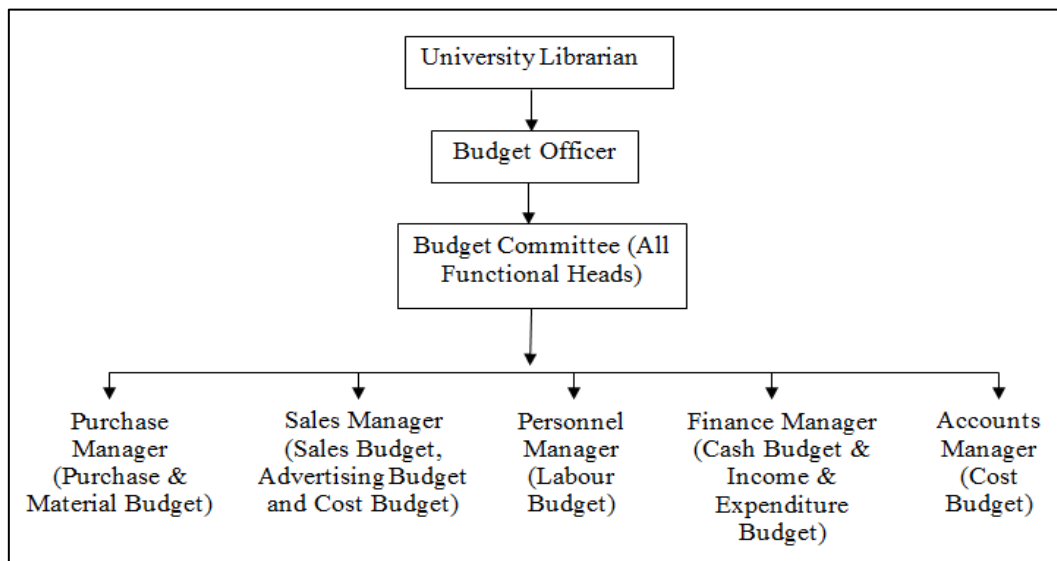 University Librarian
Budget Officer
Budget Committee (All
Functional Heads)
Purchase
Manager
(Purchase &
Material Budget)
Sales Manager
(Sales Budget,
Advertising Budget
and Cost Budget)
Personnel
Manager
(Labour
Budget)
Finance Manager
(Cash Budget &
Income &
Expenditure
Budget)
Accounts
Manager
(Cost
Budget)